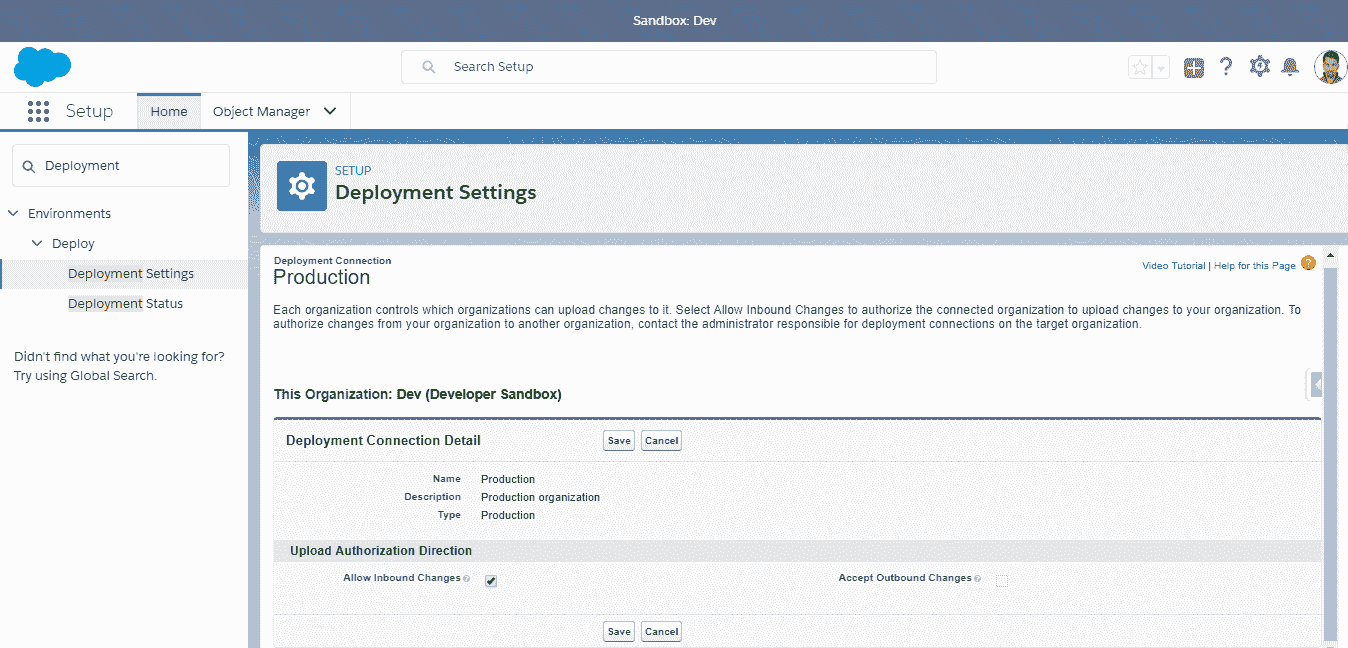 Sandbox: Dev
Search Setup
?
Setup
Home
Object Manager
Deployment
SETUP
Deployment Settings
Environments
Deploy
Deployment Settings
Deployment Status
Didn't find what you're looking for?
Try using Global Search.
Deployment Connection
Production
Video Tutorial | Help for this Page ?
Each organization controls which organizations can upload changes to it. Select Allow Inbound Changes to authorize the connected organization to upload changes to your organization. To
authorize changes from your organization to another organization, contact the administrator responsible for deployment connections on the target organization.
This Organization: Dev (Developer Sandbox)
Deployment Connection Detail Save Cancel
Name Production
Description Production organization
Type Production
Upload Authorization Direction
Allow Inbound Changes ? Accept Outbound Changes ?
Save Cancel